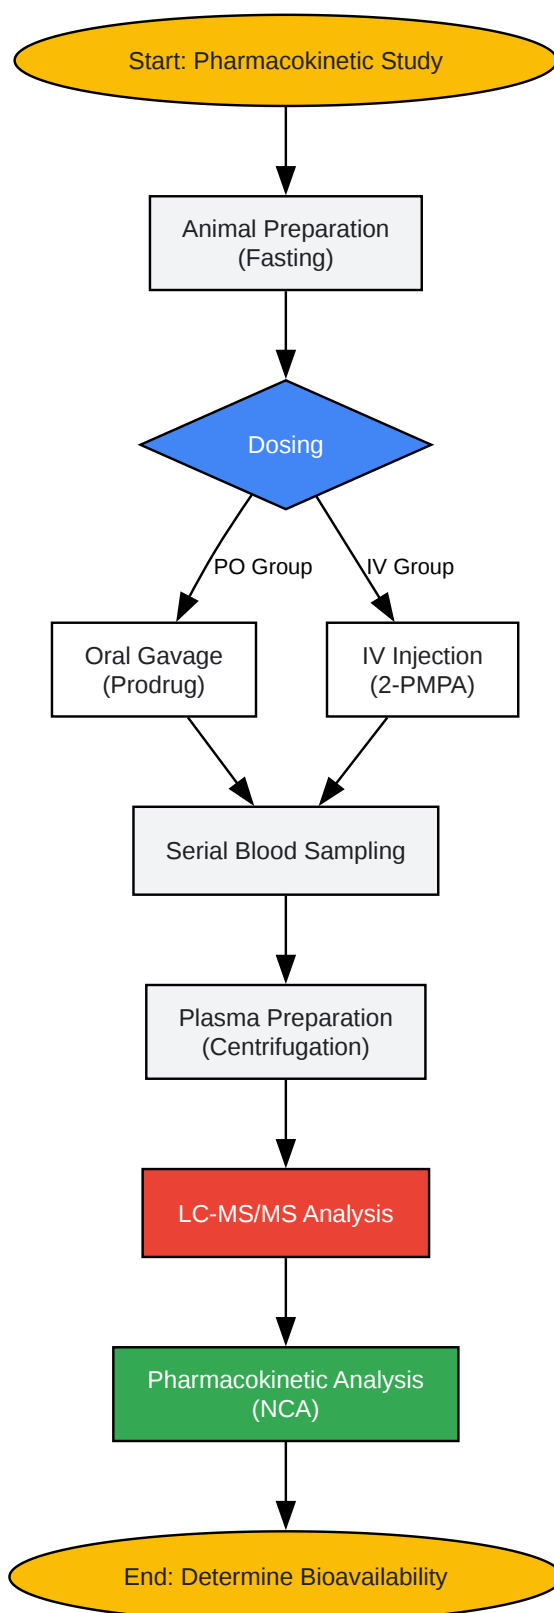 Start: Pharmacokinetic Study
Animal Preparation
(Fasting)
Dosing
PO Group
IV Group
Oral Gavage
(Prodrug)
IV Injection
(2-PMPA)
Serial Blood Sampling
Plasma Preparation
(Centrifugation)
LC-MS/MS Analysis
Pharmacokinetic Analysis
(NCA)
End: Determine Bioavailability